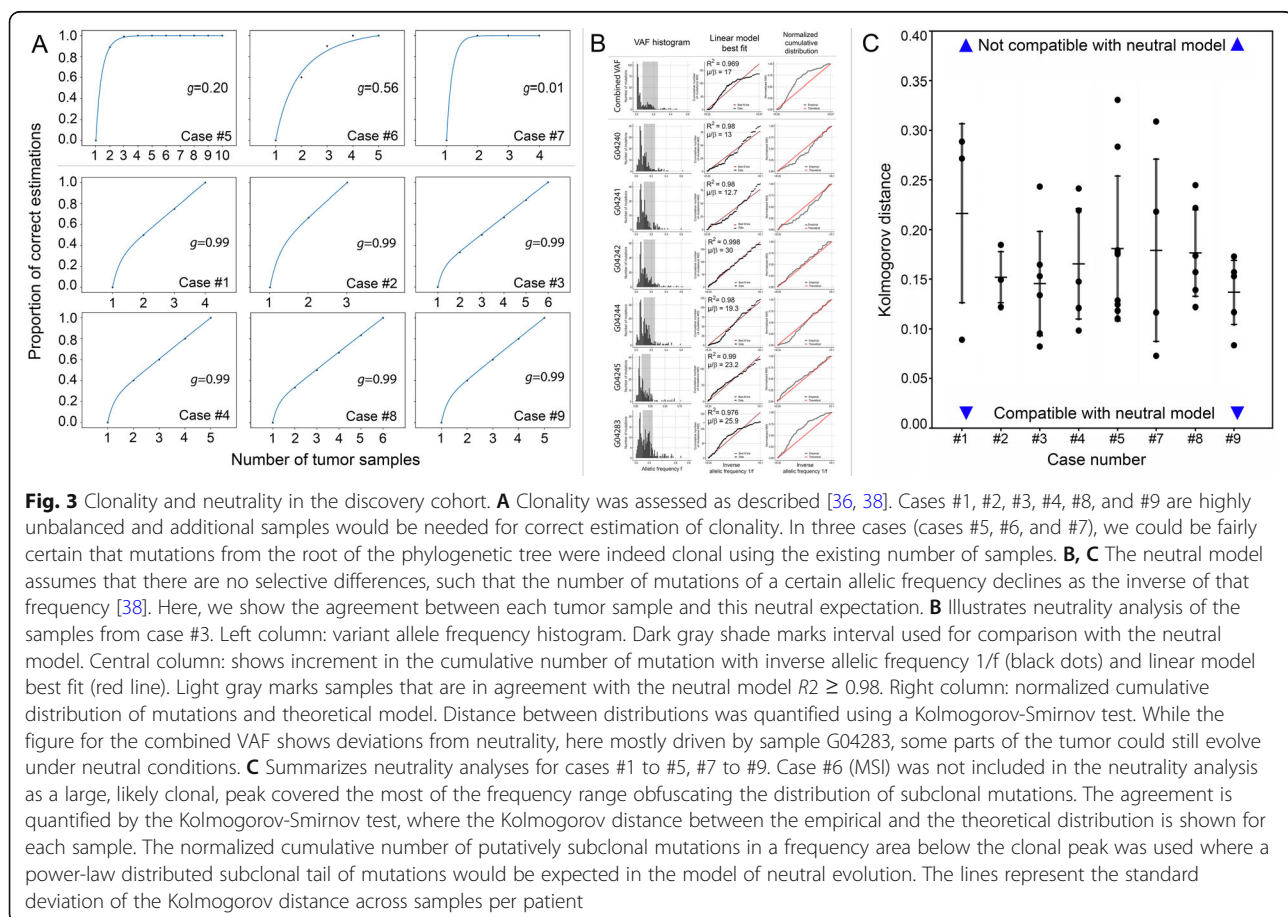 A
Proportion of correct estimations
1.0
0.8
0.6
0.4
0.2
0.0
g=0.20
Case #5
1 2 3 4 5 6 7 8 9 10
g=0.56
Case #6
1 2 3 4 5
g=0.01
Case #7
1 2 3 4
1.0
0.8
0.6
0.4
0.2
0.0
g=0.99
Case #1
1 2 3 4
g=0.99
Case #2
1 2 3
g=0.99
Case #3
1 2 3 4 5 6
1.0
0.8
0.6
0.4
0.2
0.0
g=0.99
Case #4
1 2 3 4 5
g=0.99
Case #8
1 2 3 4 5 6
g=0.99
Case #9
1 2 3 4 5
Number of tumor samples
B
VAF histogram
Linear model
best fit
Normalized
cumulative
distribution
Combined VAF
R² = 0.969
μ/β = 17
G04240
R² = 0.98
μ/β = 13
G04241
R² = 0.98
μ/β = 12.7
G04242
R² = 0.998
μ/β = 30
G04244
R² = 0.98
μ/β = 19.3
G04245
R² = 0.99
μ/β = 23.2
G04283
R² = 0.976
μ/β = 25.9
Allelic frequency f
Inverse
allelic frequency 1/f
Inverse
allelic frequency 1/f
C
Kolmogorov distance
0.40
0.35
0.30
0.25
0.20
0.15
0.10
0.05
0.00
Not compatible with neutral model
Compatible with neutral model
#1 #2 #3 #4 #5 #7 #8 #9
Case number
Fig. 3 Clonality and neutrality in the discovery cohort. A Clonality was assessed as described [36, 38]. Cases #1, #2, #3, #4, #8, and #9 are highly
unbalanced and additional samples would be needed for correct estimation of clonality. In three cases (cases #5, #6, and #7), we could be fairly
certain that mutations from the root of the phylogenetic tree were indeed clonal using the existing number of samples. B, C The neutral model
assumes that there are no selective differences, such that the number of mutations of a certain allelic frequency declines as the inverse of that
frequency [38]. Here, we show the agreement between each tumor sample and this neutral expectation. B Illustrates neutrality analysis of the
samples from case #3. Left column: variant allele frequency histogram. Dark gray shade marks interval used for comparison with the neutral
model. Central column: shows increment in the cumulative number of mutation with inverse allelic frequency 1/f (black dots) and linear model
best fit (red line). Light gray marks samples that are in agreement with the neutral model R2 ≥ 0.98. Right column: normalized cumulative
distribution of mutations and theoretical model. Distance between distributions was quantified using a Kolmogorov-Smirnov test. While the
figure for the combined VAF shows deviations from neutrality, here mostly driven by sample G04283, some parts of the tumor could still evolve
under neutral conditions. C Summarizes neutrality analyses for cases #1 to #5, #7 to #9. Case #6 (MSI) was not included in the neutrality analysis
as a large, likely clonal, peak covered the most of the frequency range obfuscating the distribution of subclonal mutations. The agreement is
quantified by the Kolmogorov-Smirnov test, where the Kolmogorov distance between the empirical and the theoretical distribution is shown for
each sample. The normalized cumulative number of putatively subclonal mutations in a frequency area below the clonal peak was used where a
power-law distributed subclonal tail of mutations would be expected in the model of neutral evolution. The lines represent the standard
deviation of the Kolmogorov distance across samples per patient